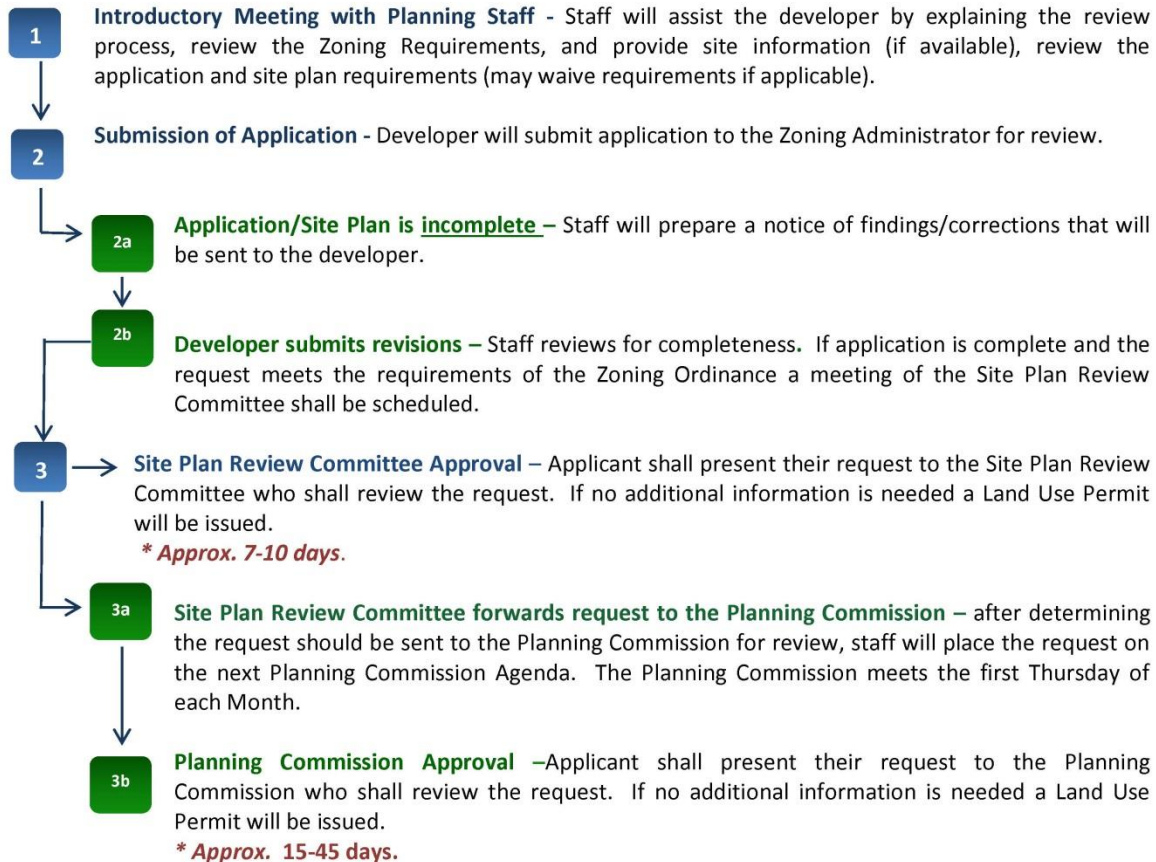 1
Introductory Meeting with Planning Staff - Staff will assist the developer by explaining the review
process, review the Zoning Requirements, and provide site information (if available), review the
application and site plan requirements (may waive requirements if applicable).
2
Submission of Application - Developer will submit application to the Zoning Administrator for review.
2a
Application/Site Plan is incomplete – Staff will prepare a notice of findings/corrections that will
be sent to the developer.
2b
Developer submits revisions – Staff reviews for completeness. If application is complete and the
request meets the requirements of the Zoning Ordinance a meeting of the Site Plan Review
Committee shall be scheduled.
3
Site Plan Review Committee Approval – Applicant shall present their request to the Site Plan Review
Committee who shall review the request. If no additional information is needed a Land Use Permit
will be issued.
* Approx. 7-10 days.
3a
Site Plan Review Committee forwards request to the Planning Commission – after determining
the request should be sent to the Planning Commission for review, staff will place the request on
the next Planning Commission Agenda. The Planning Commission meets the first Thursday of
each Month.
3b
Planning Commission Approval –Applicant shall present their request to the Planning
Commission who shall review the request. If no additional information is needed a Land Use
Permit will be issued.
* Approx. 15-45 days.